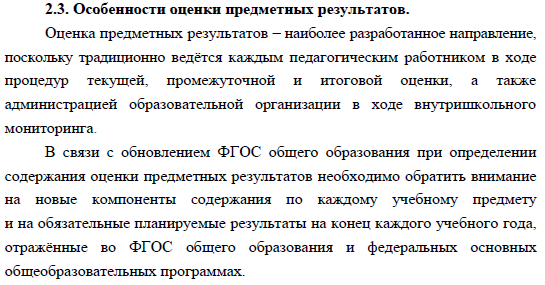 2.3. Особенности оценки предметных результатов.
Оценка предметных результатов – наиболее разработанное направление,
поскольку традиционно ведётся каждым педагогическим работником в ходе
процедур текущей, промежуточной и итоговой оценки, а также
администрацией образовательной организации в ходе внутришкольного
мониторинга.
В связи с обновлением ФГОС общего образования при определении
содержания оценки предметных результатов необходимо обратить внимание
на новые компоненты содержания по каждому учебному предмету
и на обязательные планируемые результаты на конец каждого учебного года,
отражённые во ФГОС общего образования и федеральных основных
общеобразовательных программах.